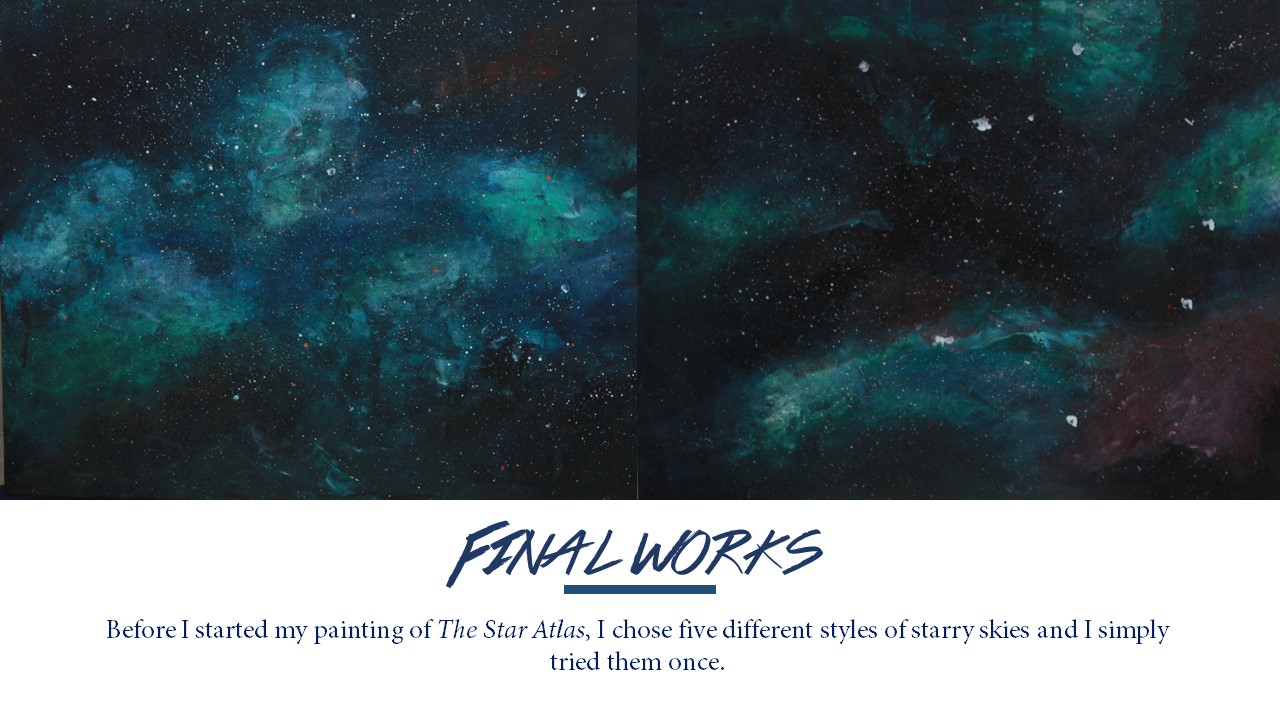 FINAL WORKS
Before I started my painting of The Star Atlas, I chose five different styles of starry skies and I simply
tried them once.